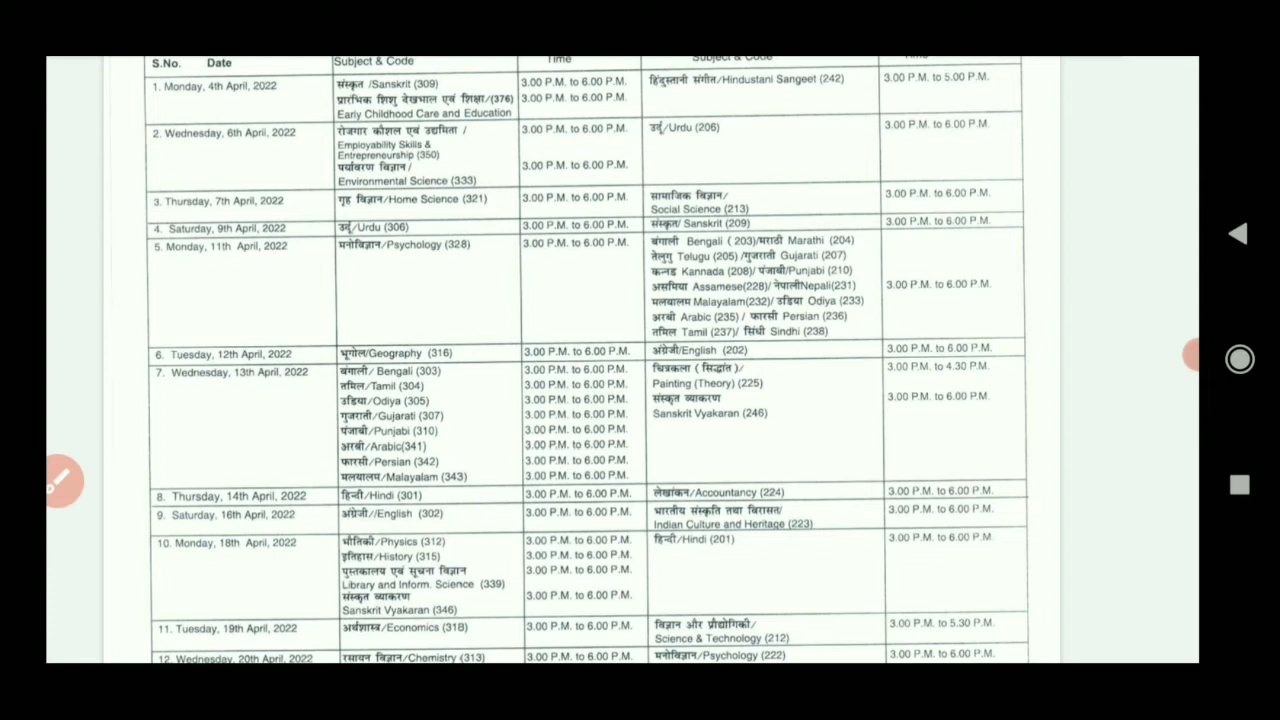 S.No. Date Subject & Code Time Subject & Code Time
1. Monday, 4th April, 2022 संस्कृत /Sanskrit (309) 3.00 P.M. to 6.00 P.M. हिंदुस्तानी संगीत/Hindustani Sangeet (242) 3.00 P.M. to 5.00 P.M.
प्रारंभिक शिशु देखभाल एवं शिक्षा/(376) 3.00 P.M. to 6.00 P.M.
Early Childhood Care and Education
2. Wednesday, 6th April, 2022 रोजगार कौशल एवं उद्यमिता / 3.00 P.M. to 6.00 P.M. उर्दू/Urdu (206) 3.00 P.M. to 6.00 P.M.
Employability Skills &
Entrepreneurship (350)
पर्यावरण विज्ञान/ 3.00 P.M. to 6.00 P.M.
Environmental Science (333)
3. Thursday, 7th April, 2022 गृह विज्ञान/Home Science (321) 3.00 P.M. to 6.00 P.M. सामाजिक विज्ञान/ 3.00 P.M. to 6.00 P.M.
Social Science (213)
4. Saturday, 9th April, 2022 उर्दू/Urdu (306) 3.00 P.M. to 6.00 P.M. संस्कृत/ Sanskrit (209) 3.00 P.M. to 6.00 P.M.
5. Monday, 11th April, 2022 मनोविज्ञान/Psychology (328) 3.00 P.M. to 6.00 P.M. बंगाली Bengali ( 203)/मराठी Marathi (204)
तेलुगु Telugu (205) /गुजराती Gujarati (207)
कन्नड Kannada (208)/ पंजाबी/Punjabi (210)
असमिया Assamese(228)/ नेपालीNepali(231) 3.00 P.M. to 6.00 P.M.
मलयालम Malayalam(232)/ उडिया Odiya (233)
अरबी Arabic (235) / फारसी Persian (236)
तमिल Tamil (237)/ सिंधी Sindhi (238)
6. Tuesday, 12th April, 2022 भूगोल/Geography (316) 3.00 P.M. to 6.00 P.M. अंग्रेजी/English (202) 3.00 P.M. to 6.00 P.M.
7. Wednesday, 13th April, 2022 बंगाली/ Bengali (303) 3.00 P.M. to 6.00 P.M. चित्रकला ( सिद्धांत )/ 3.00 P.M. to 4.30 P.M.
तमिल/Tamil (304) 3.00 P.M. to 6.00 P.M. Painting (Theory) (225)
उडिया/Odiya (305) 3.00 P.M. to 6.00 P.M. संस्कृत व्याकरण 3.00 P.M. to 6.00 P.M.
गुजराती/Gujarati (307) 3.00 P.M. to 6.00 P.M. Sanskrit Vyakaran (246)
पंजाबी/Punjabi (310) 3.00 P.M. to 6.00 P.M.
अरबी/Arabic(341) 3.00 P.M. to 6.00 P.M.
फारसी/Persian (342) 3.00 P.M. to 6.00 P.M.
मलयालम/Malayalam (343) 3.00 P.M. to 6.00 P.M.
8. Thursday, 14th April, 2022 हिन्दी/Hindi (301) 3.00 P.M. to 6.00 P.M. लेखांकन/Accountancy (224) 3.00 P.M. to 6.00 P.M.
9. Saturday, 16th April, 2022 अंग्रेजी//English (302) 3.00 P.M. to 6.00 P.M. भारतीय संस्कृति तथा विरासत/ 3.00 P.M. to 6.00 P.M.
Indian Culture and Heritage (223)
10. Monday, 18th April, 2022 भौतिकी/Physics (312) 3.00 P.M. to 6.00 P.M. हिन्दी/Hindi (201) 3.00 P.M. to 6.00 P.M.
इतिहास/History (315) 3.00 P.M. to 6.00 P.M.
पुस्तकालय एवं सूचना विज्ञान 3.00 P.M. to 6.00 P.M.
Library and Inform. Science (339)
संस्कृत व्याकरण 3.00 P.M. to 6.00 P.M.
Sanskrit Vyakaran (346)
11. Tuesday, 19th April, 2022 अर्थशास्त्र/Economics (318) 3.00 P.M. to 6.00 P.M. विज्ञान और प्रौद्योगिकी/ 3.00 P.M. to 5.30 P.M.
Science & Technology (212)
12. Wednesday, 20th April, 2022 रसायन विज्ञान/Chemistry (313) 3.00 P.M. to 6.00 P.M. मनोविज्ञान/Psychology (222) 3.00 P.M. to 6.00 P.M.